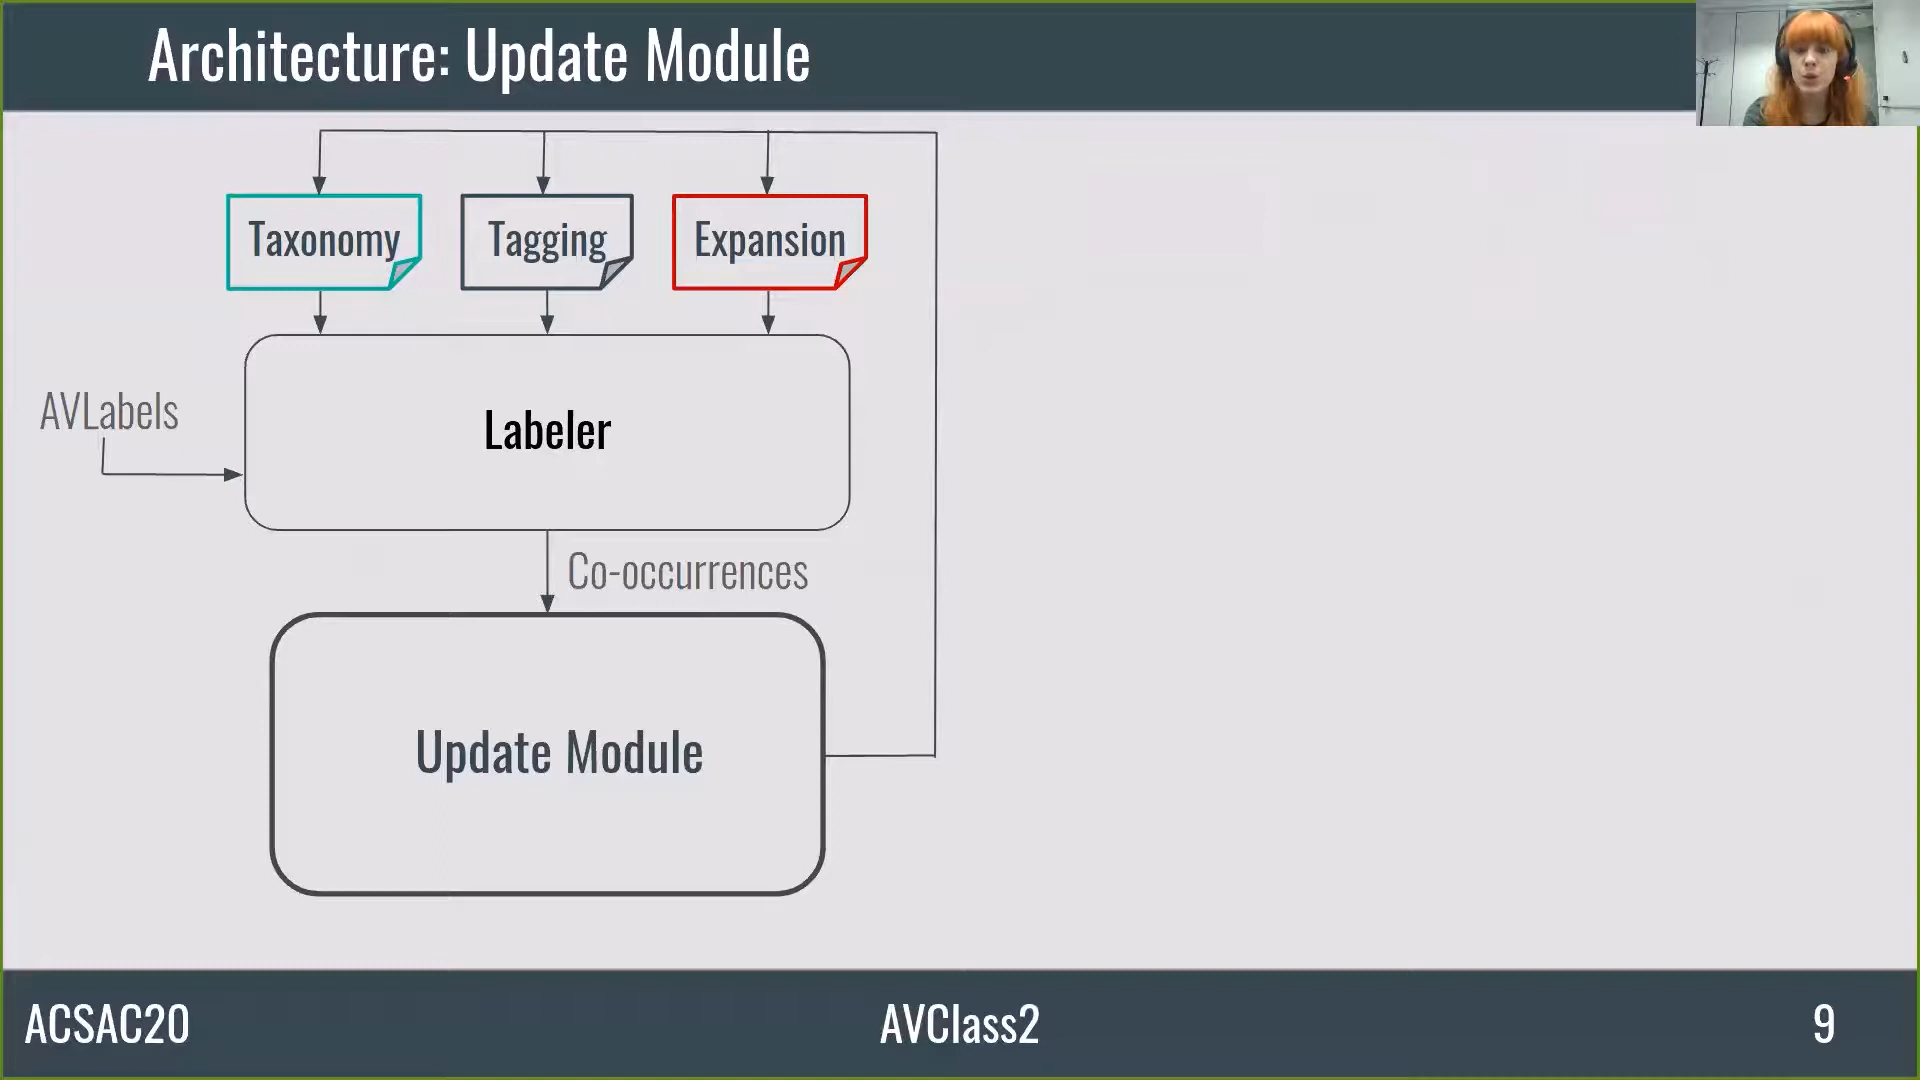 Architecture: Update Module
Taxonomy
Tagging
Expansion
AVLabels
Labeler
Co-occurrences
Update Module
ACSAC20
AVClass2
9